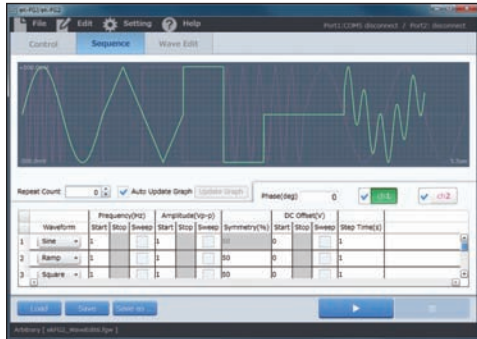 File Edit Setting Help Port1:COM5 disconnect / Port2: disconnect
Control Sequence Wave Edit
Repeat Count 0 Auto Update Graph Update Graph Phase(deg) 0 ch1 ch2
Frequency(Hz) Amplitude(Vp-p) DC Offset(V)
Waveform Start Stop Sweep Start Stop Sweep Symmetry(%) Start Stop Sweep Step Time(s)
1 Sine 1 1 50 0 1
2 Ramp 1 1 50 0 1
3 Square 1 1 50 0 1
Load Save Save as ...